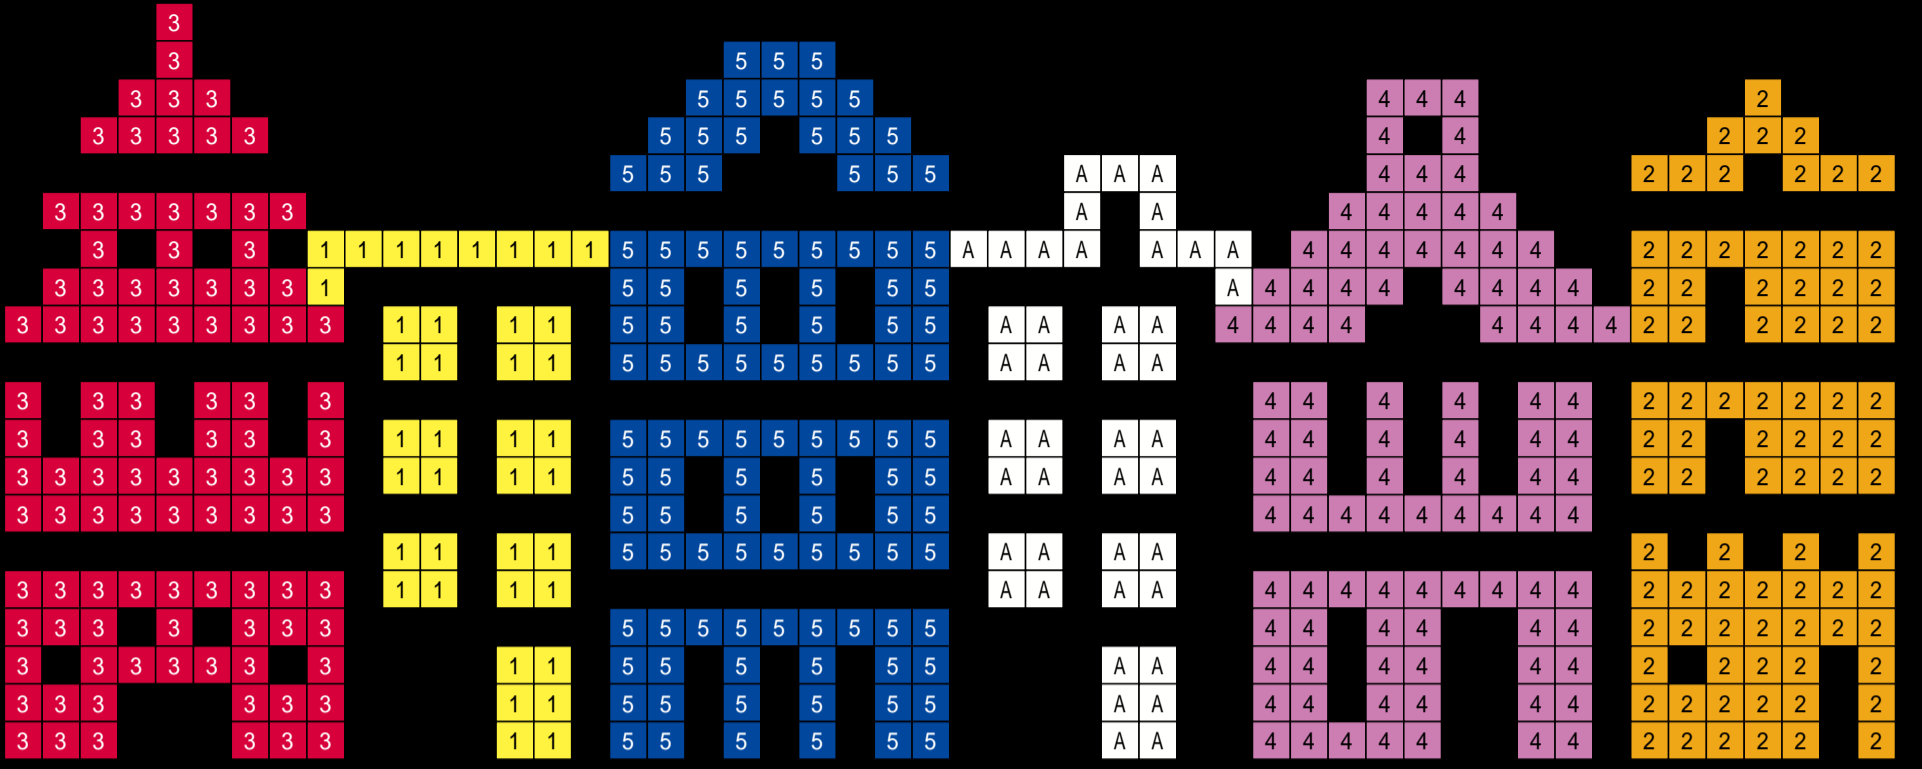 3
3 5 5 5
3 3 3 5 5 5 5 5 4 4 4 2
3 3 3 3 3 5 5 5 5 5 5 4 4 2 2 2
5 5 5 5 5 5 A A A 4 4 4 2 2 2 2 2 2
3 3 3 3 3 3 3 A A 4 4 4 4 4
3 3 3 1 1 1 1 1 1 1 1 5 5 5 5 5 5 5 5 5 A A A A A A A 4 4 4 4 4 4 4 2 2 2 2 2 2 2
3 3 3 3 3 3 3 1 5 5 5 5 5 5 A 4 4 4 4 4 4 4 4 2 2 2 2 2 2
3 3 3 3 3 3 3 3 3 1 1 1 1 5 5 5 5 5 5 A A A A 4 4 4 4 4 4 4 4 2 2 2 2 2 2
1 1 1 1 5 5 5 5 5 5 5 5 5 A A A A
3 3 3 3 3 3 4 4 4 4 4 4 2 2 2 2 2 2 2
3 3 3 3 3 3 1 1 1 1 5 5 5 5 5 5 5 5 5 A A A A 4 4 4 4 4 4 2 2 2 2 2 2
3 3 3 3 3 3 3 3 3 1 1 1 1 5 5 5 5 5 5 A A A A 4 4 4 4 4 4 2 2 2 2 2 2
3 3 3 3 3 3 3 3 3 5 5 5 5 5 5 4 4 4 4 4 4 4 4 4
1 1 1 1 5 5 5 5 5 5 5 5 5 A A A A 2 2 2 2
3 3 3 3 3 3 3 3 3 1 1 1 1 A A A A 4 4 4 4 4 4 4 4 4 2 2 2 2 2 2 2
3 3 3 3 3 3 3 5 5 5 5 5 5 5 5 5 4 4 4 4 4 4 2 2 2 2 2 2 2
3 3 3 3 3 3 3 1 1 5 5 5 5 5 5 A A 4 4 4 4 4 4 2 2 2 2 2
3 3 3 3 3 3 1 1 5 5 5 5 5 5 A A 4 4 4 4 4 4 2 2 2 2 2 2
3 3 3 3 3 3 1 1 5 5 5 5 5 5 A A 4 4 4 4 4 4 4 2 2 2 2 2 2